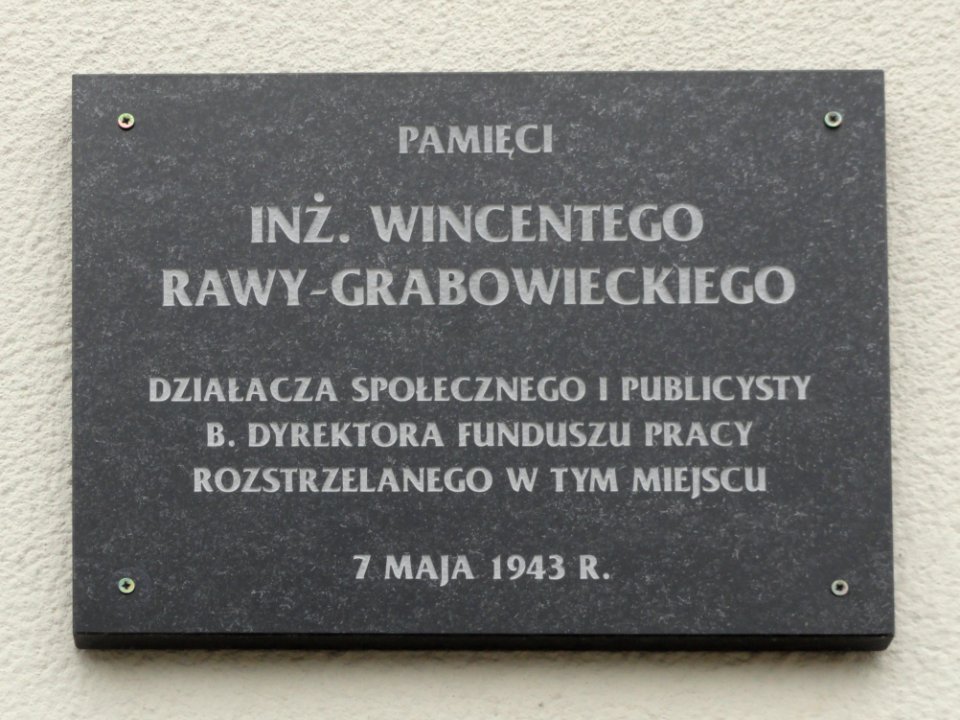 PAMIĘCI
INŻ. WINCENTEGO
RAWY-GRABOWIECKIEGO
DZIAŁACZA SPOŁECZNEGO I PUBLICYSTY
B. DYREKTORA FUNDUSZU PRACY
ROZSTRZELANEGO W TYM MIEJSCU
7 MAJA 1943 R.